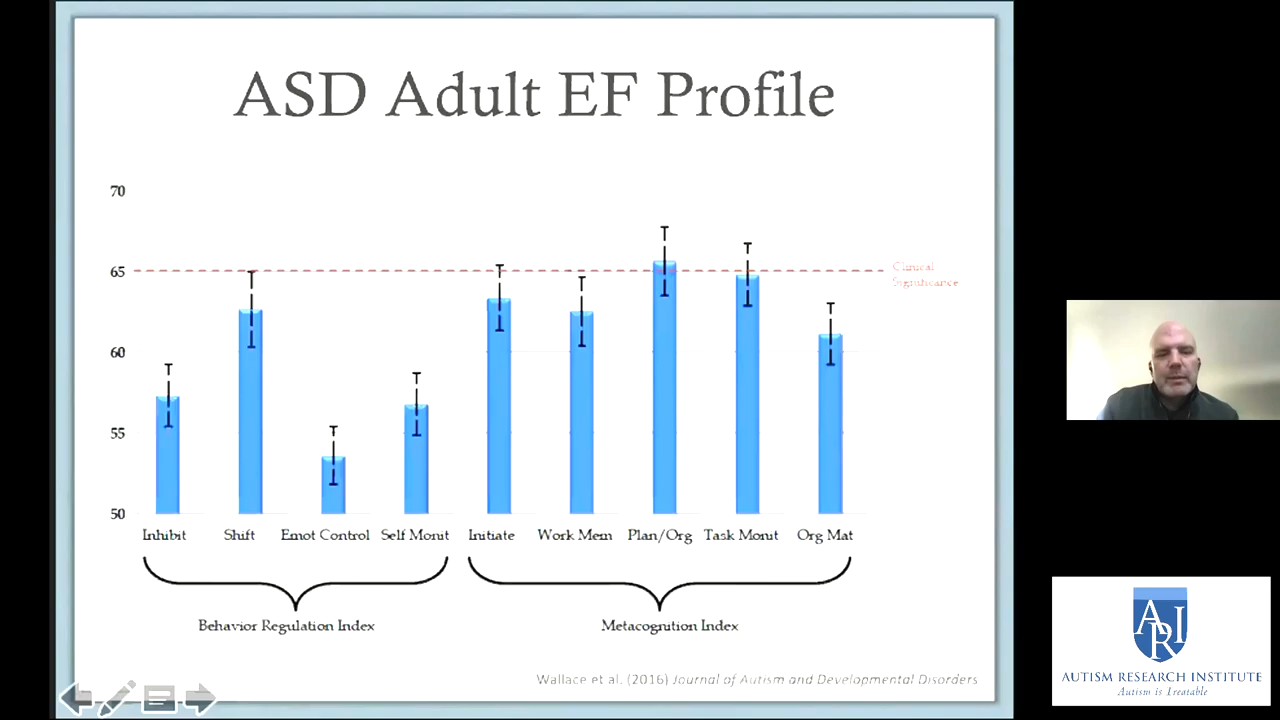 ASD Adult EF Profile
70
65
60
55
50
Clinical
Significance
Inhibit Shift Emot Control Self Monit Initiate Work Mem Plan/Org Task Monit Org Mat
Behavior Regulation Index Metacognition Index
Wallace et al. (2016) Journal of Autism and Developmental Disorders
ARI
AUTISM RESEARCH INSTITUTE
Autism is Treatable